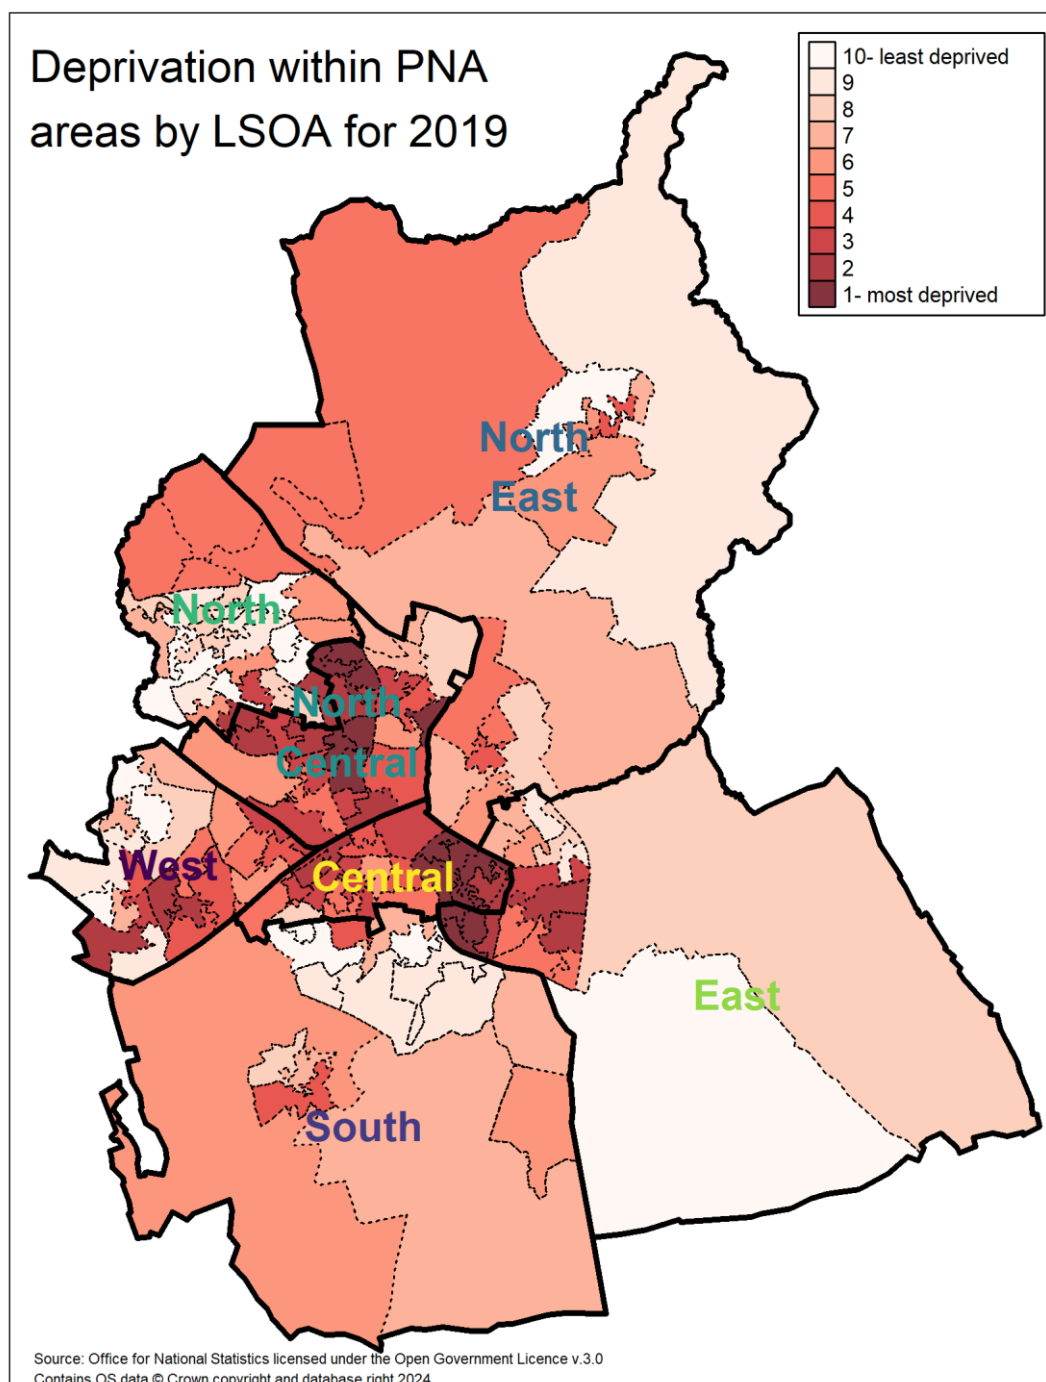 Deprivation within PNA
areas by LSOA for 2019
10- least deprived
9
8
7
6
5
4
3
2
1- most deprived
North
East
North
North
Central
West
Central
East
South
Source: Office for National Statistics licensed under the Open Government Licence v.3.0
Contains OS data © Crown copyright and database right 2024